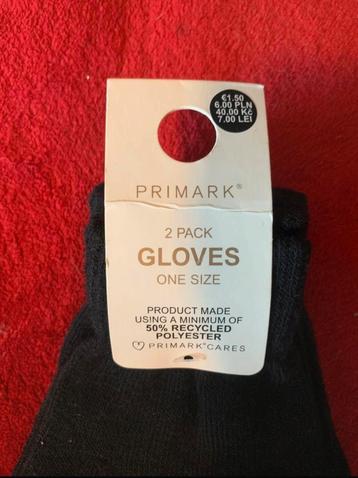 €1.50
6.00 PLN
40.00 Kč
7.00 LEI
PRIMARK®
2 PACK
GLOVES
ONE SIZE
PRODUCT MADE
USING A MINIMUM OF
50% RECYCLED
POLYESTER
PRIMARK®CARES